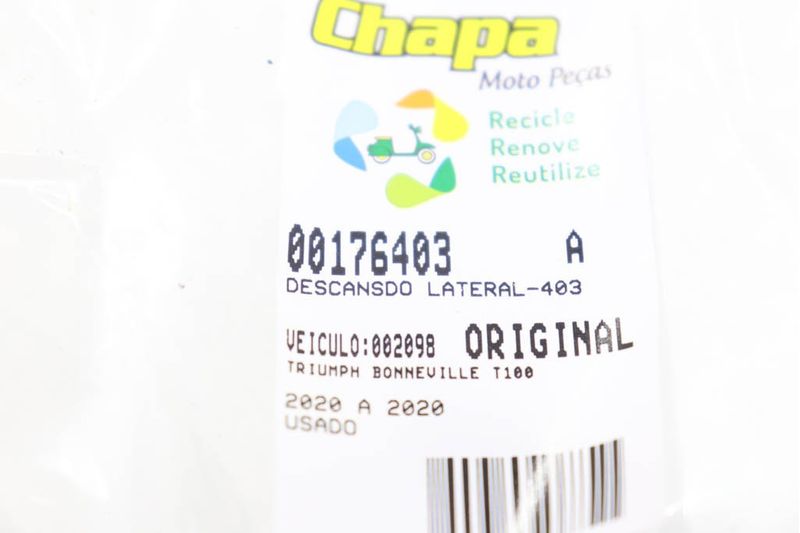 Chapa
Moto Peças
Recicle
Renove
Reutilize
00176403 A
DESCANSDO LATERAL-403
VEICULO:002098 ORIGINAL
TRIUMPH BONNEVILLE T100
2020 A 2020
USADO